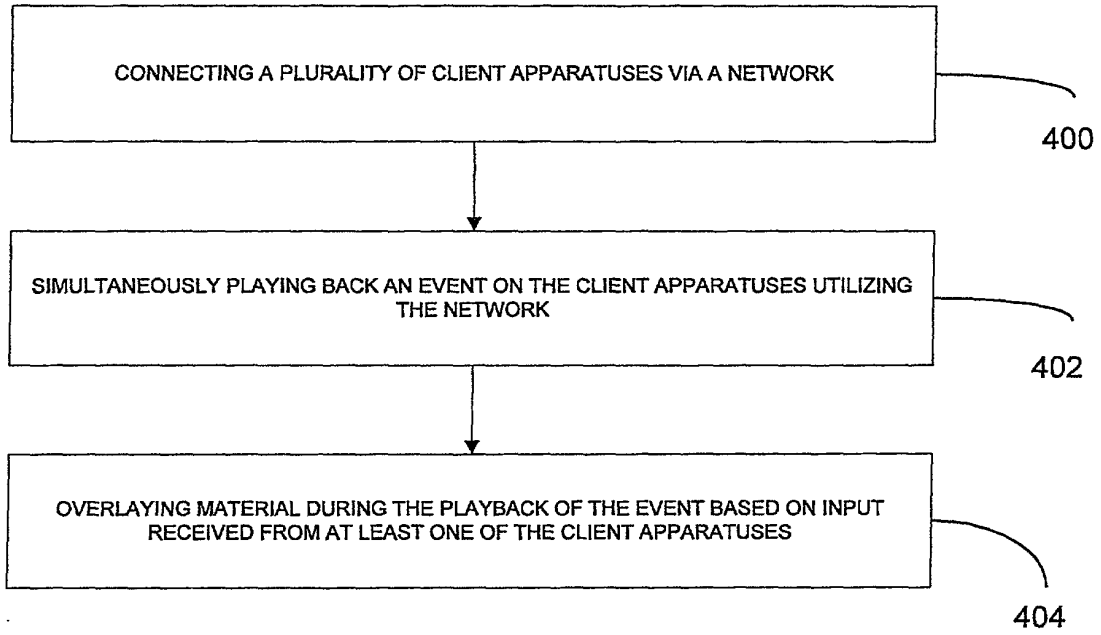 CONNECTING A PLURALITY OF CLIENT APPARATUSES VIA A NETWORK
400
SIMULTANEOUSLY PLAYING BACK AN EVENT ON THE CLIENT APPARATUSES UTILIZING
THE NETWORK
402
OVERLAYING MATERIAL DURING THE PLAYBACK OF THE EVENT BASED ON INPUT
RECEIVED FROM AT LEAST ONE OF THE CLIENT APPARATUSES
404